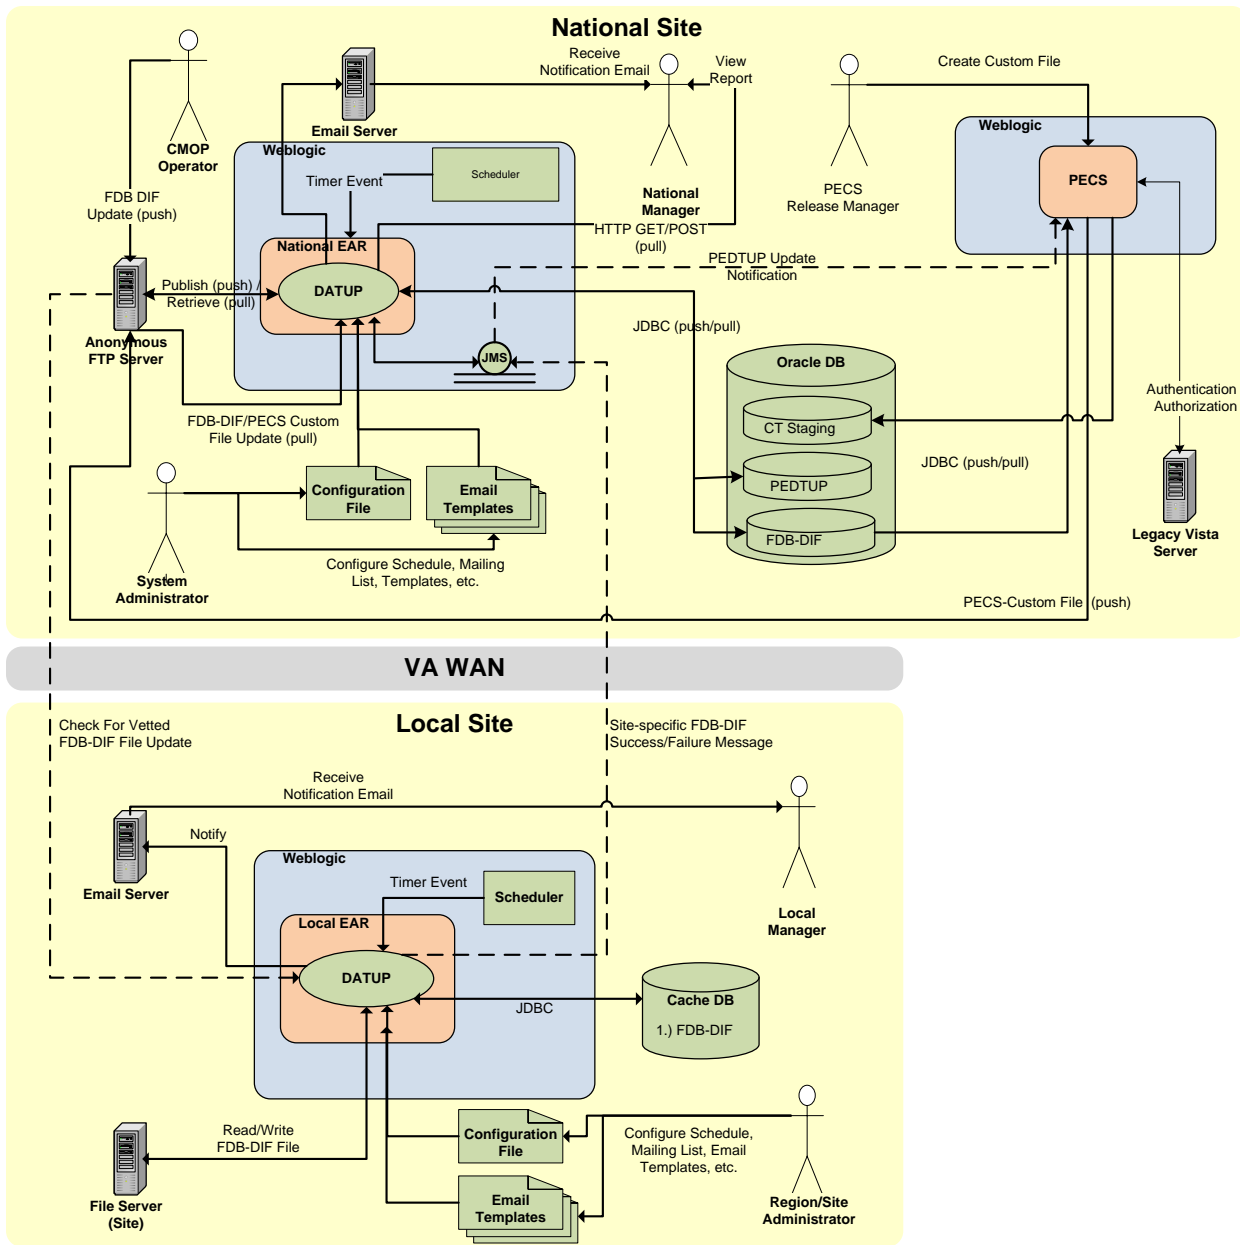 National Site
CMOP
Operator
Receive
Notification Email
View
Report
Create Custom File
Email Server
Weblogic
Timer Event
Scheduler
National
Manager
PECS
Release Manager
Weblogic
PECS
FDB DIF
Update (push)
HTTP GET/POST
(pull)
National EAR
DATUP
PEDTUP Update
Notification
Publish (push) /
Retrieve (pull)
Anonymous
FTP Server
JMS
JDBC (push/pull)
Oracle DB
CT Staging
PEDTUP
FDB-DIF
Authentication
Authorization
JDBC (push/pull)
FDB-DIF/PECS Custom
File Update (pull)
Configuration
File
Email
Templates
Legacy Vista
Server
System
Administrator
Configure Schedule, Mailing
List, Templates, etc.
PECS-Custom File (push)
VA WAN
Local Site
Check For Vetted
FDB-DIF File Update
Site-specific FDB-DIF
Success/Failure Message
Receive
Notification Email
Notify
Email Server
Weblogic
Timer Event
Scheduler
Local
Manager
Local EAR
DATUP
JDBC
Cache DB
1.) FDB-DIF
Read/Write
FDB-DIF File
Configuration
File
Configure Schedule,
Mailing List, Email
Templates, etc.
File Server
(Site)
Email
Templates
Region/Site
Administrator